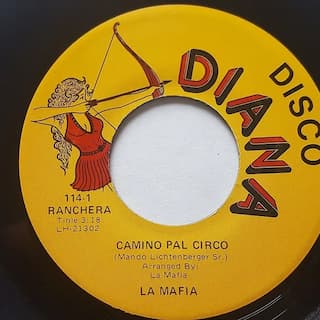 DISCO
DIANA
114-1
RANCHERA
Time 3:18
LH-21302
CAMINO PAL CIRCO
(Mando Lichtenberger Sr.)
Arranged By:
La Mafia
LA MAFIA